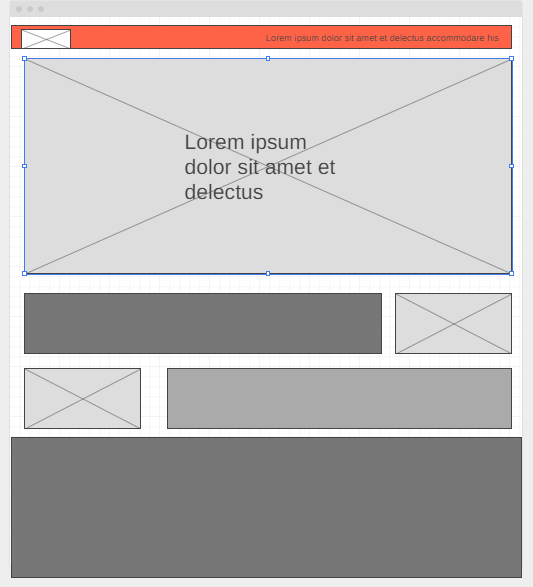 Lorem ipsum dolor sit amet et delectus accommodare his
Lorem ipsum
dolor sit amet et
delectus